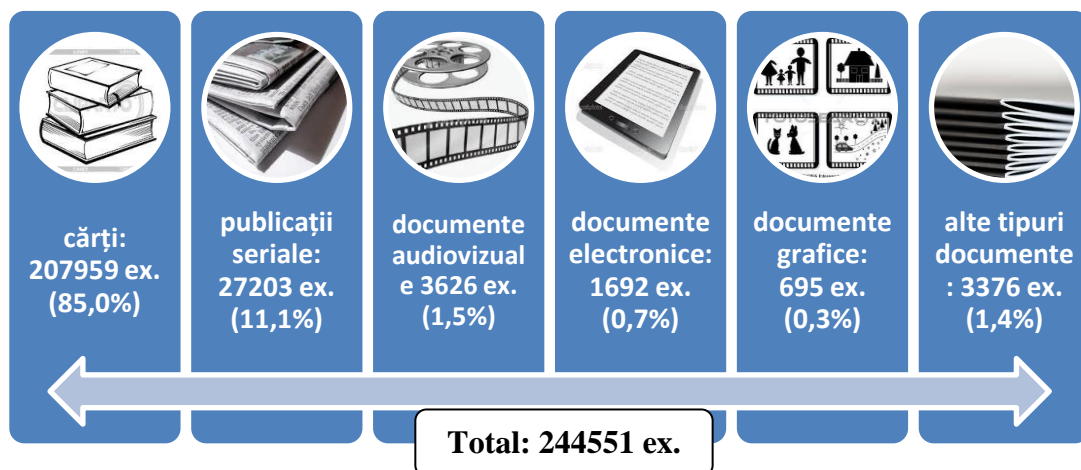 cărți:
207959 ex.
(85,0%)
publicații
seriale:
27203 ex.
(11,1%)
documente
audiovizual
e 3626 ex.
(1,5%)
documente
electronice:
1692 ex.
(0,7%)
documente
grafice:
695 ex.
(0,3%)
alte tipuri
documente
: 3376 ex.
(1,4%)
Total: 244551 ex.